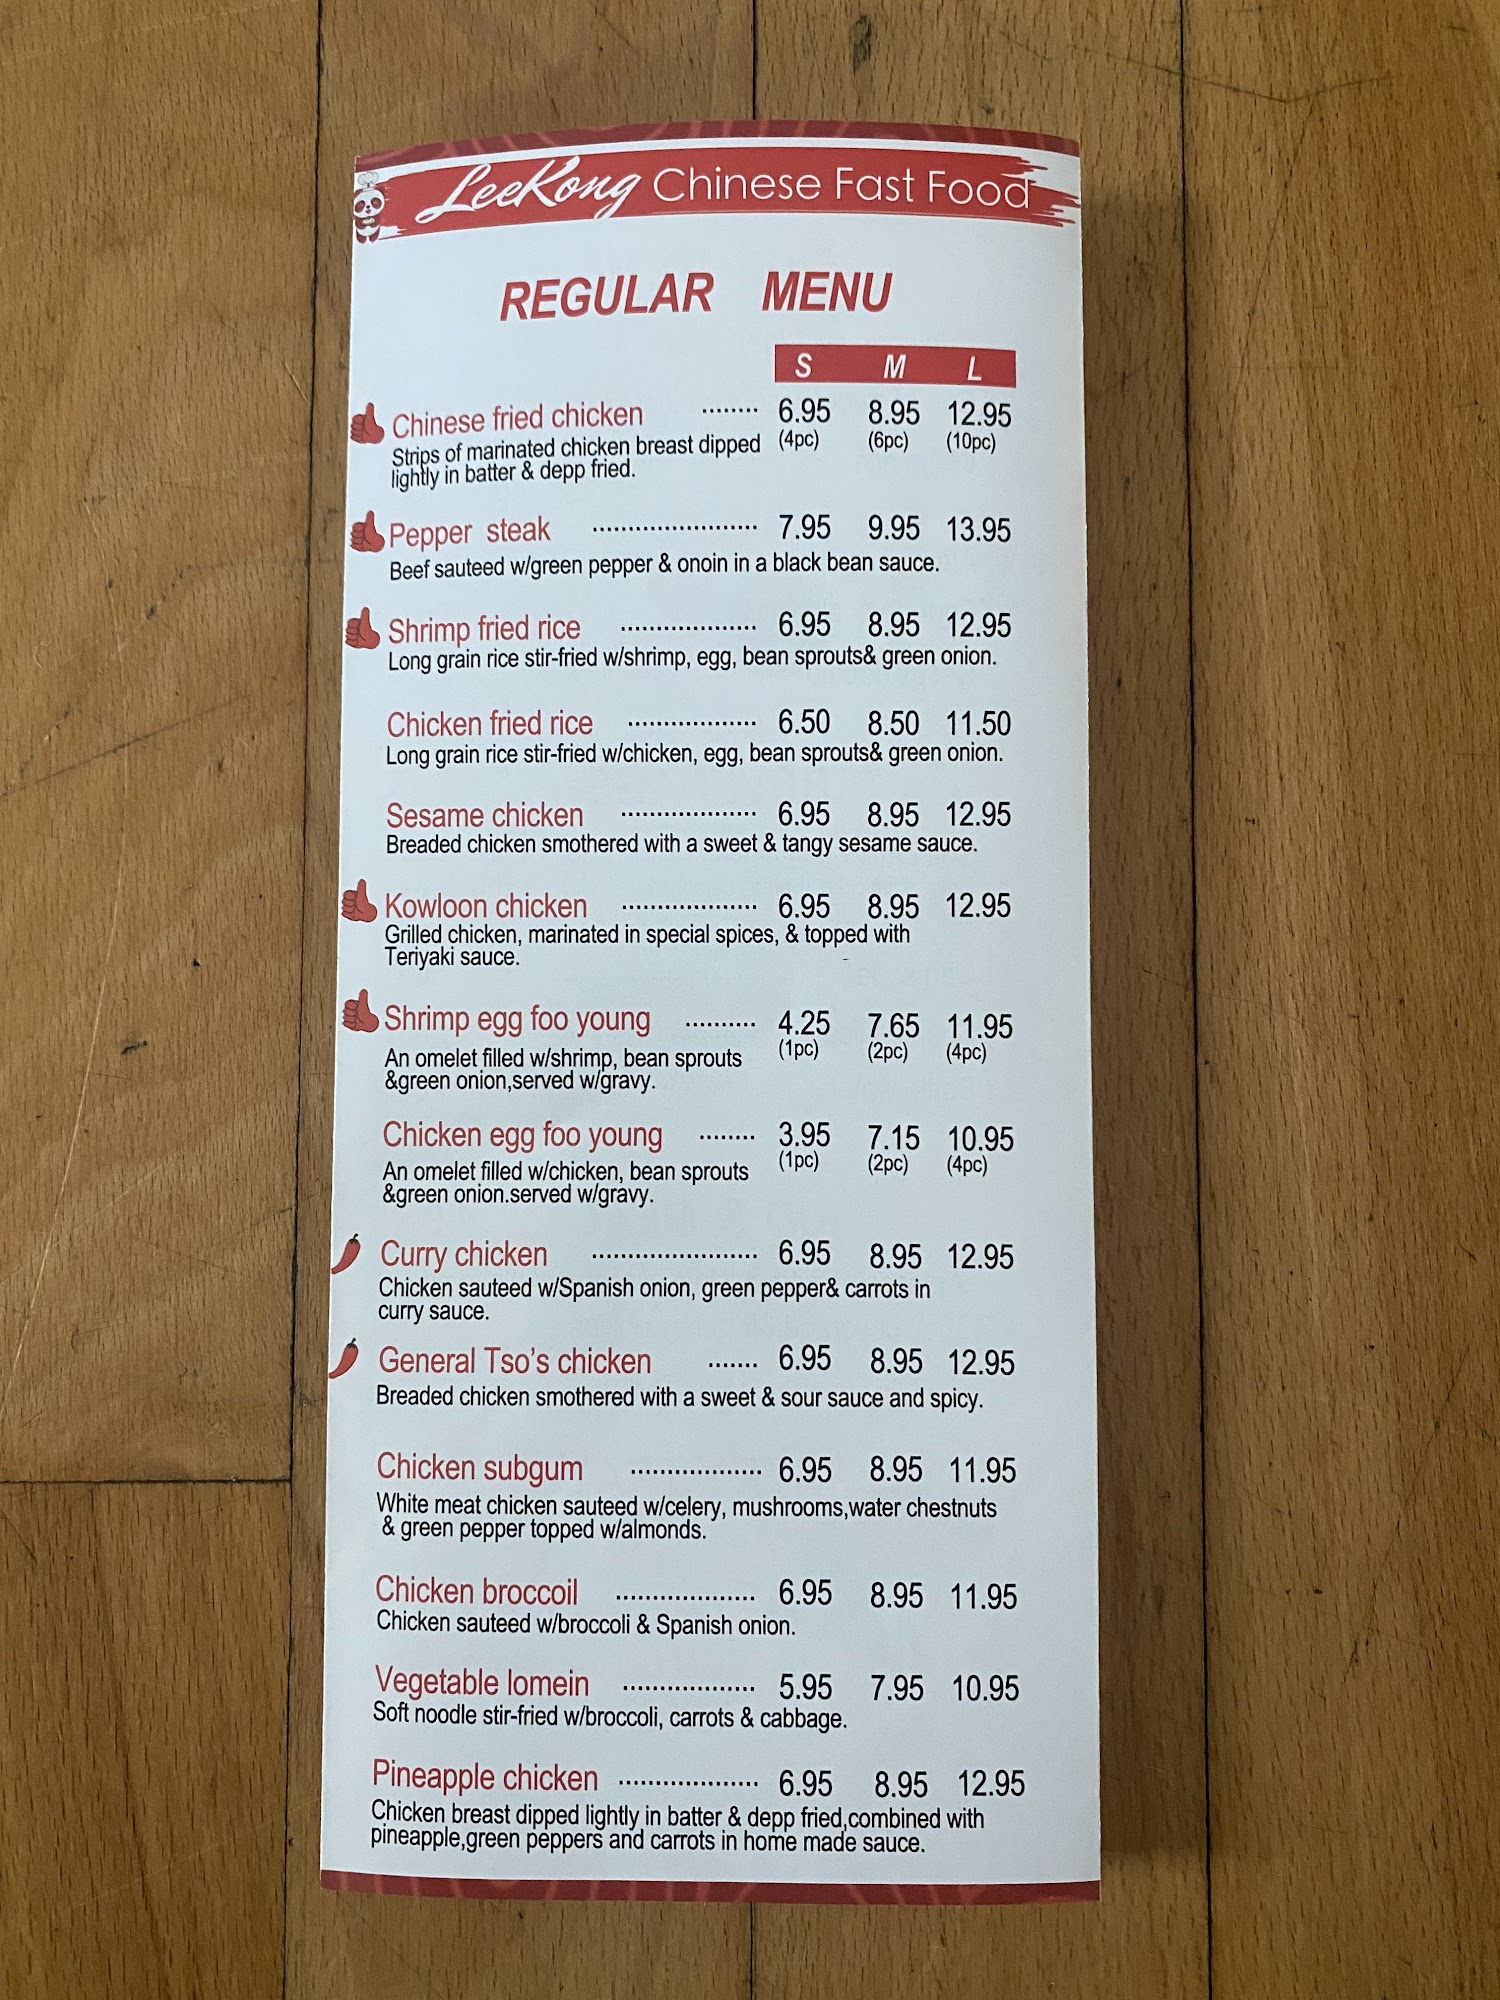 LeeKong Chinese Fast Food
REGULAR MENU
S M L
Chinese fried chicken ........ 6.95 8.95 12.95
Strips of marinated chicken breast dipped (4pc) (6pc) (10pc)
lightly in batter & depp fried.
Pepper steak ....................... 7.95 9.95 13.95
Beef sauteed w/green pepper & onoin in a black bean sauce.
Shrimp fried rice ................... 6.95 8.95 12.95
Long grain rice stir-fried w/shrimp, egg, bean sprouts& green onion.
Chicken fried rice .................. 6.50 8.50 11.50
Long grain rice stir-fried w/chicken, egg, bean sprouts& green onion.
Sesame chicken ................... 6.95 8.95 12.95
Breaded chicken smothered with a sweet & tangy sesame sauce.
Kowloon chicken ................... 6.95 8.95 12.95
Grilled chicken, marinated in special spices, & topped with
Teriyaki sauce.
Shrimp egg foo young .......... 4.25 7.65 11.95
(1pc) (2pc) (4pc)
An omelet filled w/shrimp, bean sprouts
&green onion,served w/gravy.
Chicken egg foo young ........ 3.95 7.15 10.95
(1pc) (2pc) (4pc)
An omelet filled w/chicken, bean sprouts
&green onion.served w/gravy.
Curry chicken ....................... 6.95 8.95 12.95
Chicken sauteed w/Spanish onion, green pepper& carrots in
curry sauce.
General Tso's chicken ....... 6.95 8.95 12.95
Breaded chicken smothered with a sweet & sour sauce and spicy.
Chicken subgum .................. 6.95 8.95 11.95
White meat chicken sauteed w/celery, mushrooms,water chestnuts
& green pepper topped w/almonds.
Chicken broccoil ................... 6.95 8.95 11.95
Chicken sauteed w/broccoli & Spanish onion.
Vegetable lomein .................. 5.95 7.95 10.95
Soft noodle stir-fried w/broccoli, carrots & cabbage.
Pineapple chicken ................... 6.95 8.95 12.95
Chicken breast dipped lightly in batter & depp fried,combined with
pineapple,green peppers and carrots in home made sauce.